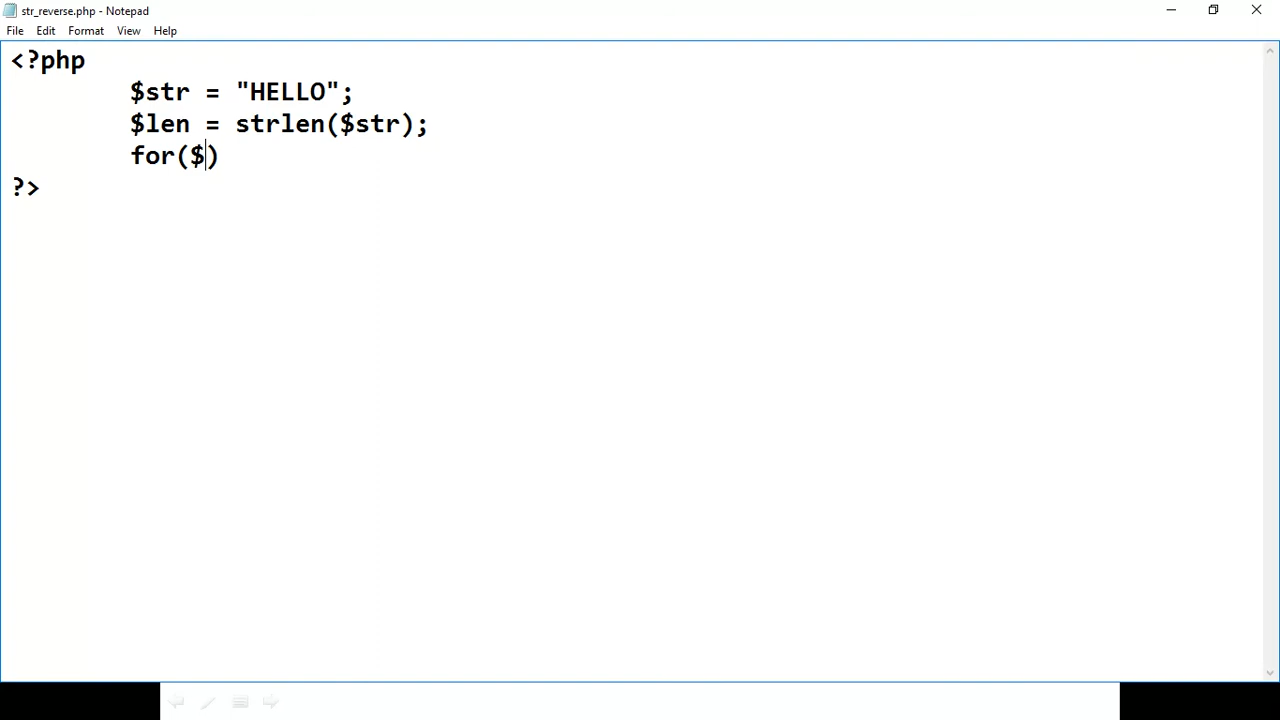 str_reverse.php - Notepad
File Edit Format View Help
<?php
$str = "HELLO";
$len = strlen($str);
for($)
?>